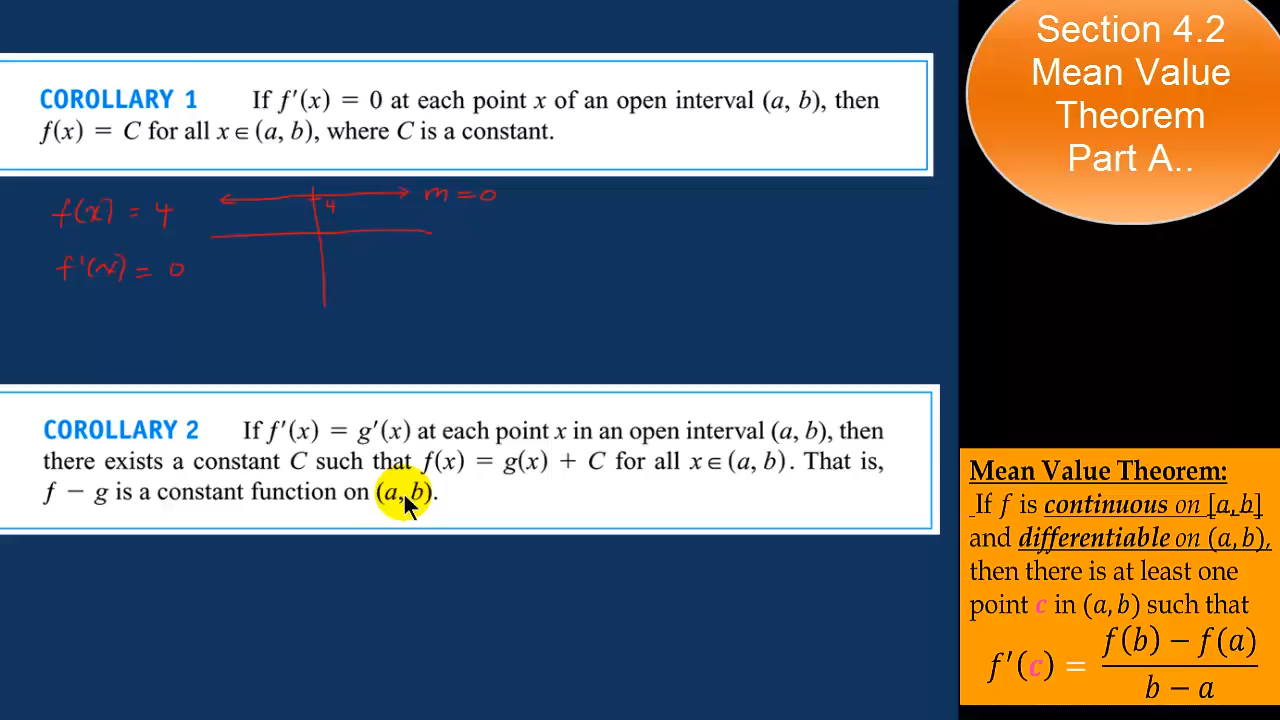 Section 4.2
Mean Value
Theorem
Part A..
COROLLARY 1 If f′(x) = 0 at each point x of an open interval (a, b), then
f(x) = C for all x ∈ (a, b), where C is a constant.
f(x) = 4
4
m = 0
f'(x) = 0
COROLLARY 2 If f′(x) = g′(x) at each point x in an open interval (a, b), then
there exists a constant C such that f(x) = g(x) + C for all x ∈ (a, b). That is,
f − g is a constant function on (a, b).
Mean Value Theorem:
If f is continuous on [a, b]
and differentiable on (a, b),
then there is at least one
point c in (a, b) such that
f′(c) = f(b) − f(a)
b − a